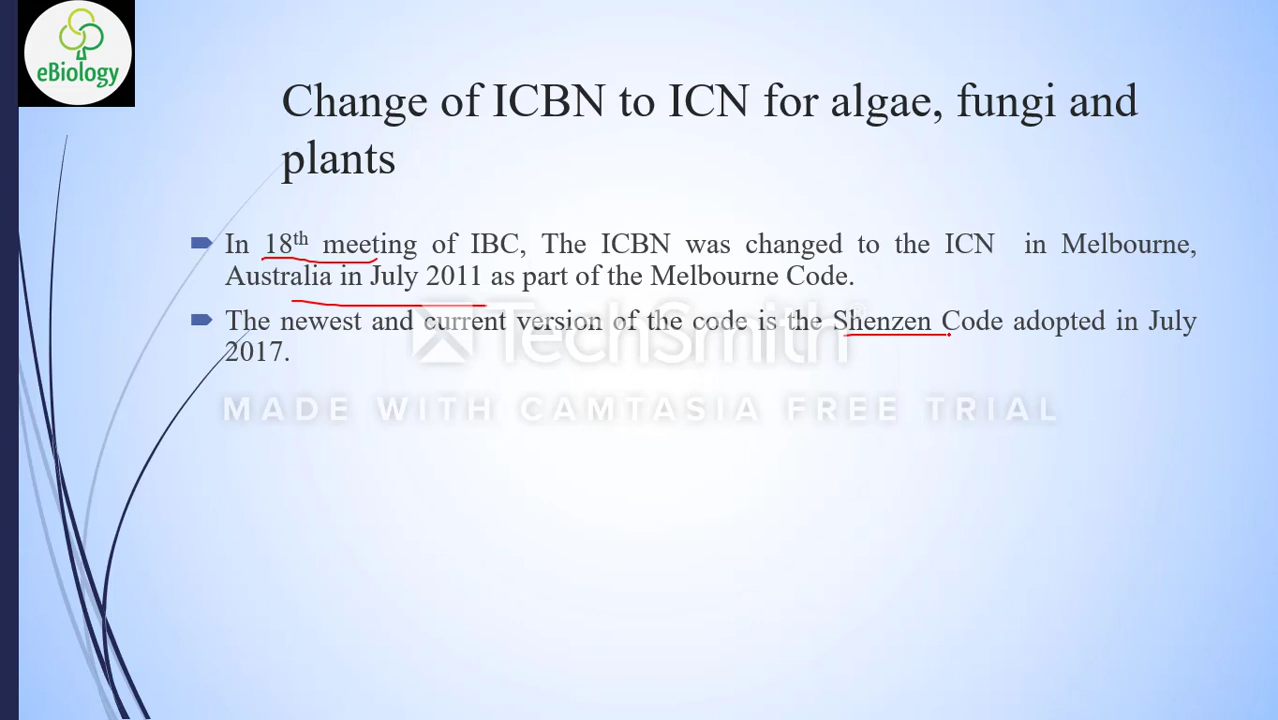 eBiology
Change of ICBN to ICN for algae, fungi and
plants
In 18th meeting of IBC, The ICBN was changed to the ICN in Melbourne,
Australia in July 2011 as part of the Melbourne Code.
The newest and current version of the code is the Shenzen Code adopted in July
2017.
TechSmith
MADE WITH CAMTASIA FREE TRIAL